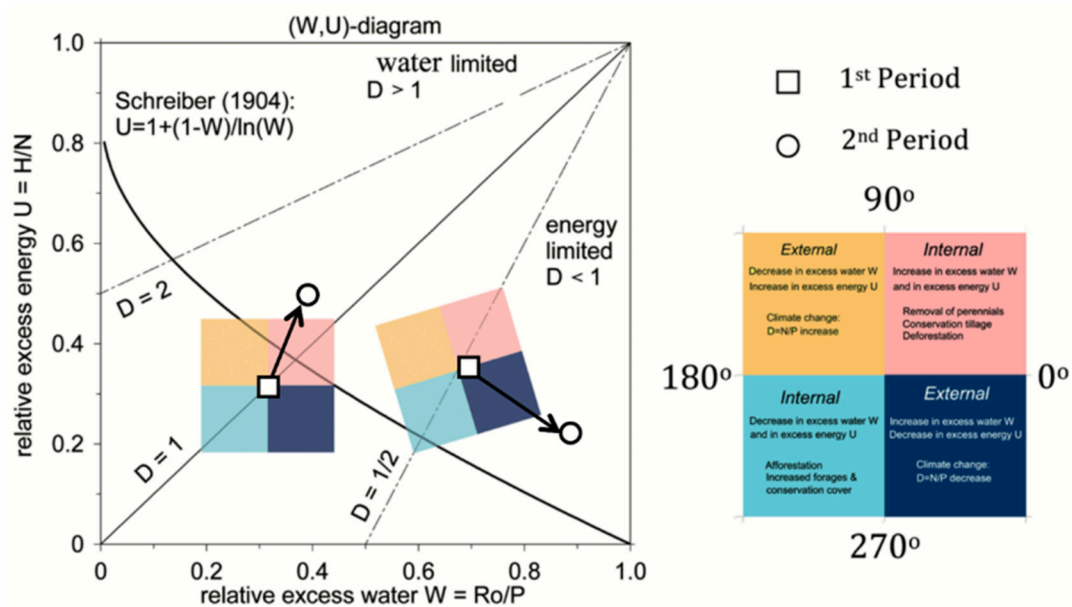 (W,U)-diagram
1.0
0.8
0.6
0.4
0.2
0
relative excess energy U = H/N
water limited
D > 1
Schreiber (1904):
U=1+(1-W)/ln(W)
energy
limited
D < 1
D = 2
D = 1
D = 1/2
0
0.2
0.4
0.6
0.8
1.0
relative excess water W = Ro/P
1st Period
2nd Period
90º
180º
0º
270º
External
Decrease in excess water W
Increase in excess energy U
Climate change:
D=N/P increase
Internal
Increase in excess water W
and in excess energy U
Removal of perennials
Conservation tillage
Deforestation
Internal
Decrease in excess water W
and in excess energy U
Afforestation
Increased forages &
conservation cover
External
Increase in excess water W
Decrease in excess energy U
Climate change:
D=N/P decrease